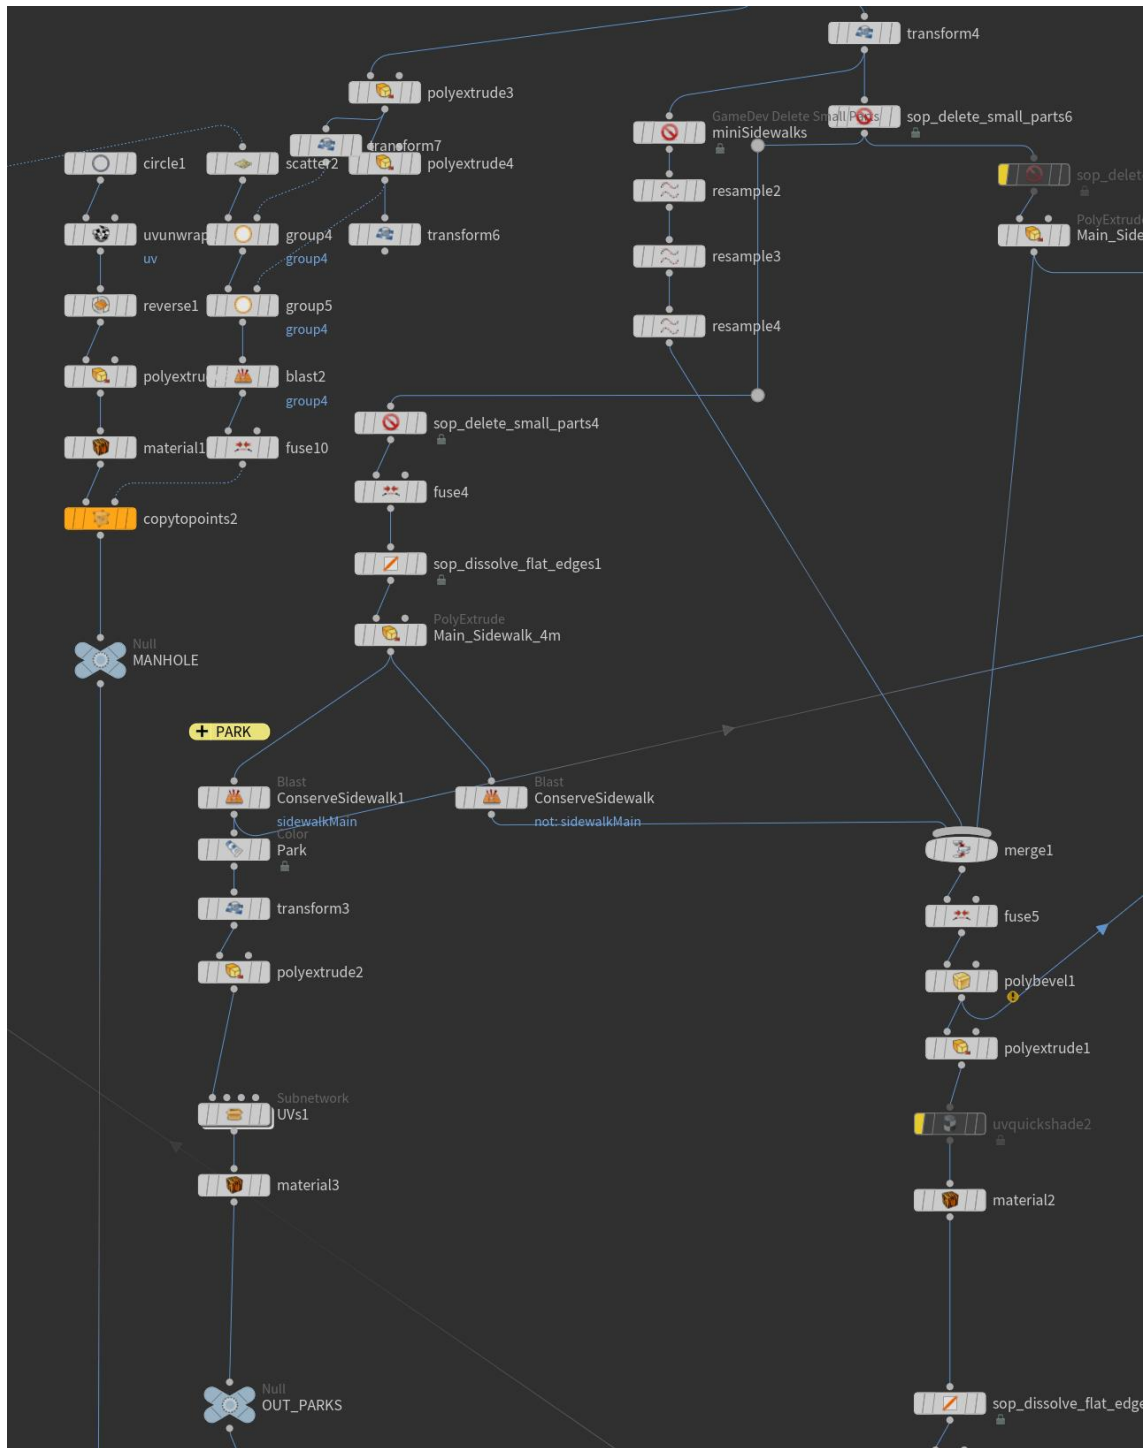 transform4
polyextrude3
GameDev Delete Small Parts
miniSidewalks
sop_delete_small_parts6
transform7
circle1
scatter2
polyextrude4
sop_delet
resample2
PolyExtrude
Main_Side
uvunwrap
uv
group4
group4
transform6
resample3
reverse1
group5
group4
resample4
polyextru
blast2
group4
sop_delete_small_parts4
material1
fuse10
fuse4
copytopoints2
sop_dissolve_flat_edges1
PolyExtrude
Main_Sidewalk_4m
Null
MANHOLE
+ PARK
Blast
ConserveSidewalk1
sidewalkMain
Blast
ConserveSidewalk
not: sidewalkMain
Color
Park
merge1
transform3
fuse5
polyextrude2
polybevel1
polyextrude1
Subnetwork
UVs1
uvquickshade2
material3
material2
Null
OUT_PARKS
sop_dissolve_flat_edge